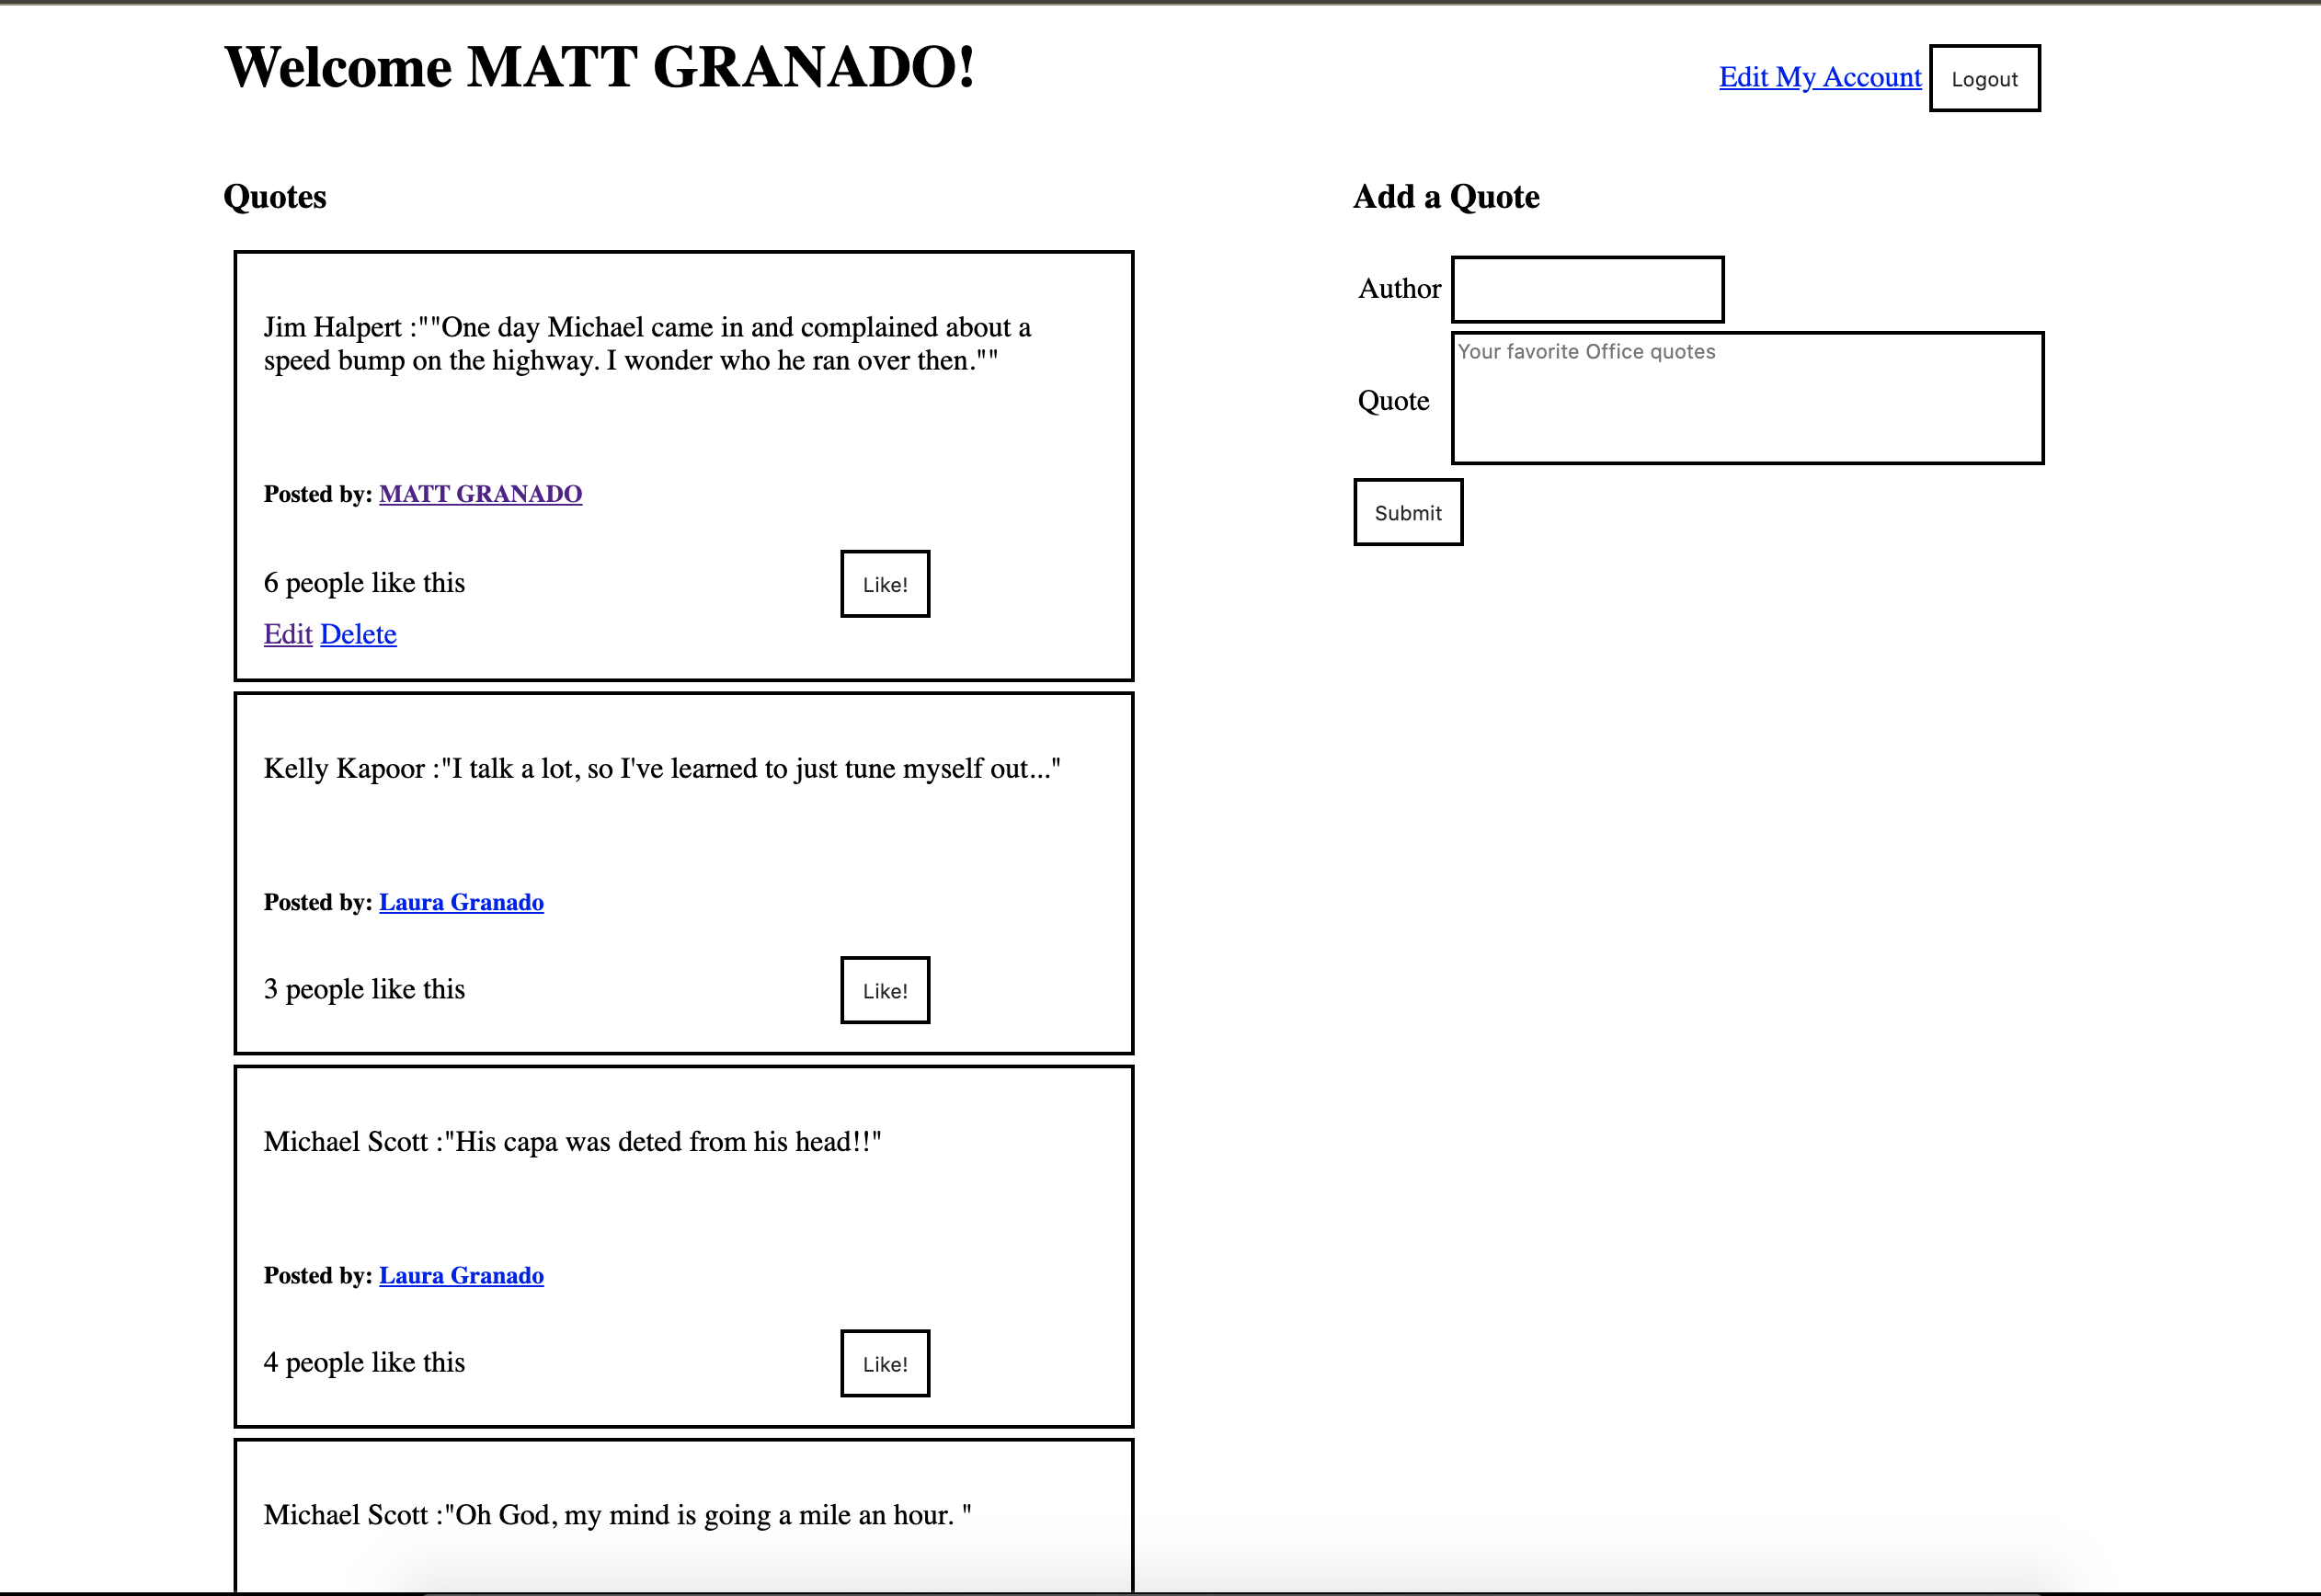 Welcome MATT GRANADO!
Edit My Account Logout
Quotes
Jim Halpert :""One day Michael came in and complained about a
speed bump on the highway. I wonder who he ran over then.""
Posted by: MATT GRANADO
6 people like this Like!
Edit Delete
Kelly Kapoor :"I talk a lot, so I've learned to just tune myself out..."
Posted by: Laura Granado
3 people like this Like!
Michael Scott :"His capa was deted from his head!!"
Posted by: Laura Granado
4 people like this Like!
Michael Scott :"Oh God, my mind is going a mile an hour. "
Add a Quote
Author
Quote Your favorite Office quotes
Submit